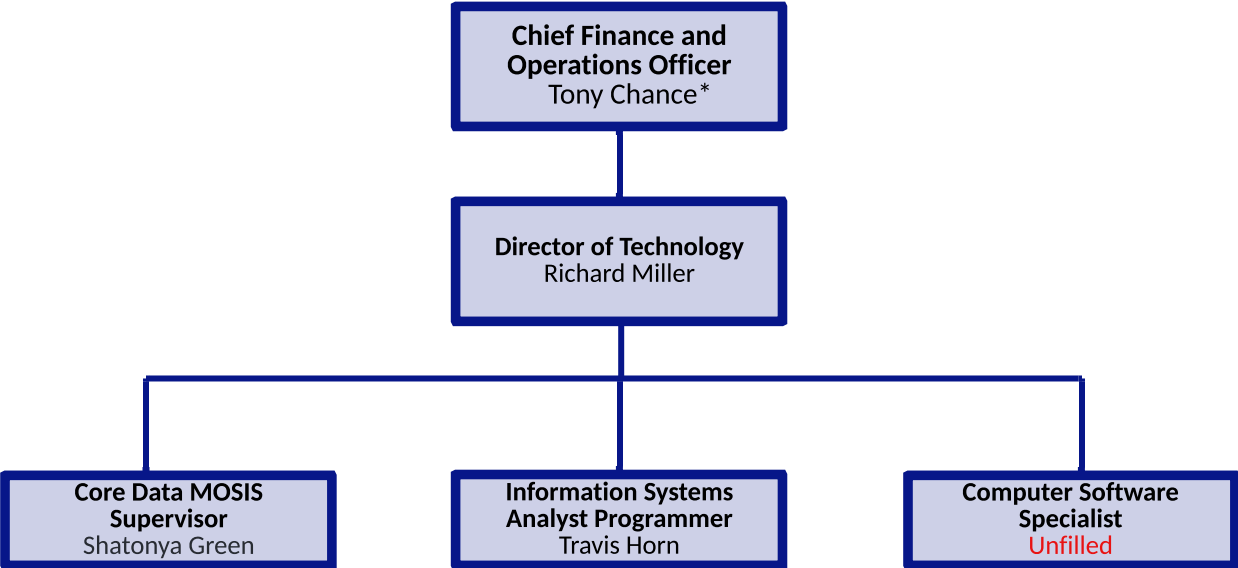 Chief Finance and
Operations Officer
Tony Chance*
Director of Technology
Richard Miller
Core Data MOSIS
Supervisor
Shatonya Green
Information Systems
Analyst Programmer
Travis Horn
Computer Software
Specialist
Unfilled